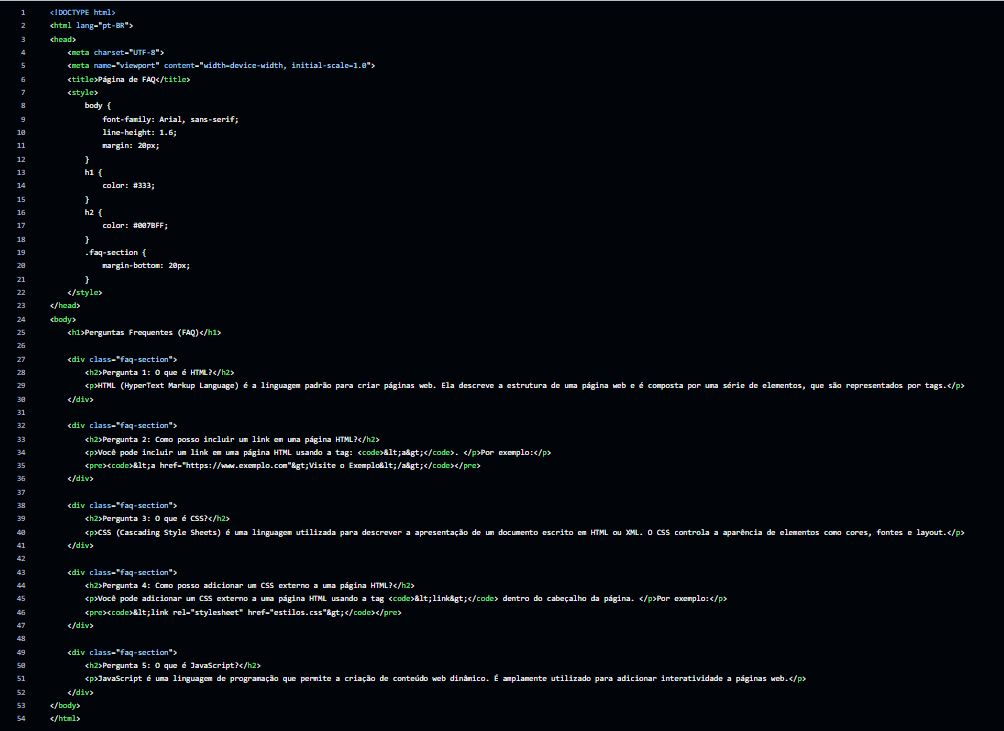 1 <!DOCTYPE html>
2 <html lang="pt-BR">
3 <head>
4 <meta charset="UTF-8">
5 <meta name="viewport" content="width=device-width, initial-scale=1.0">
6 <title>Página de FAQ</title>
7 <style>
8 body {
9 font-family: Arial, sans-serif;
10 line-height: 1.6;
11 margin: 20px;
12 }
13 h1 {
14 color: #333;
15 }
16 h2 {
17 color: #007BFF;
18 }
19 .faq-section {
20 margin-bottom: 20px;
21 }
22 </style>
23 </head>
24 <body>
25 <h1>Perguntas Frequentes (FAQ)</h1>
26
27 <div class="faq-section">
28 <h2>Pergunta 1: O que é HTML?</h2>
29 <p>HTML (HyperText Markup Language) é a linguagem padrão para criar páginas web. Ela descreve a estrutura de uma página web e é composta por uma série de elementos, que são representados por tags.</p>
30 </div>
31
32 <div class="faq-section">
33 <h2>Pergunta 2: Como posso incluir um link em uma página HTML?</h2>
34 <p>Você pode incluir um link em uma página HTML usando a tag: <code>&lt;a&gt;</code>. </p>Por exemplo:</p>
35 <pre><code>&lt;a href="https://www.exemplo.com"&gt;Visite o Exemplo&lt;/a&gt;</code></pre>
36 </div>
37
38 <div class="faq-section">
39 <h2>Pergunta 3: O que é CSS?</h2>
40 <p>CSS (Cascading Style Sheets) é uma linguagem utilizada para descrever a apresentação de um documento escrito em HTML ou XML. O CSS controla a aparência de elementos como cores, fontes e layout.</p>
41 </div>
42
43 <div class="faq-section">
44 <h2>Pergunta 4: Como posso adicionar um CSS externo a uma página HTML?</h2>
45 <p>Você pode adicionar um CSS externo a uma página HTML usando a tag <code>&lt;link&gt;</code> dentro do cabeçalho da página. </p>Por exemplo:</p>
46 <pre><code>&lt;link rel="stylesheet" href="estilos.css"&gt;</code></pre>
47 </div>
48
49 <div class="faq-section">
50 <h2>Pergunta 5: O que é JavaScript?</h2>
51 <p>JavaScript é uma linguagem de programação que permite a criação de conteúdo web dinâmico. É amplamente utilizado para adicionar interatividade a páginas web.</p>
52 </div>
53 </body>
54 </html>